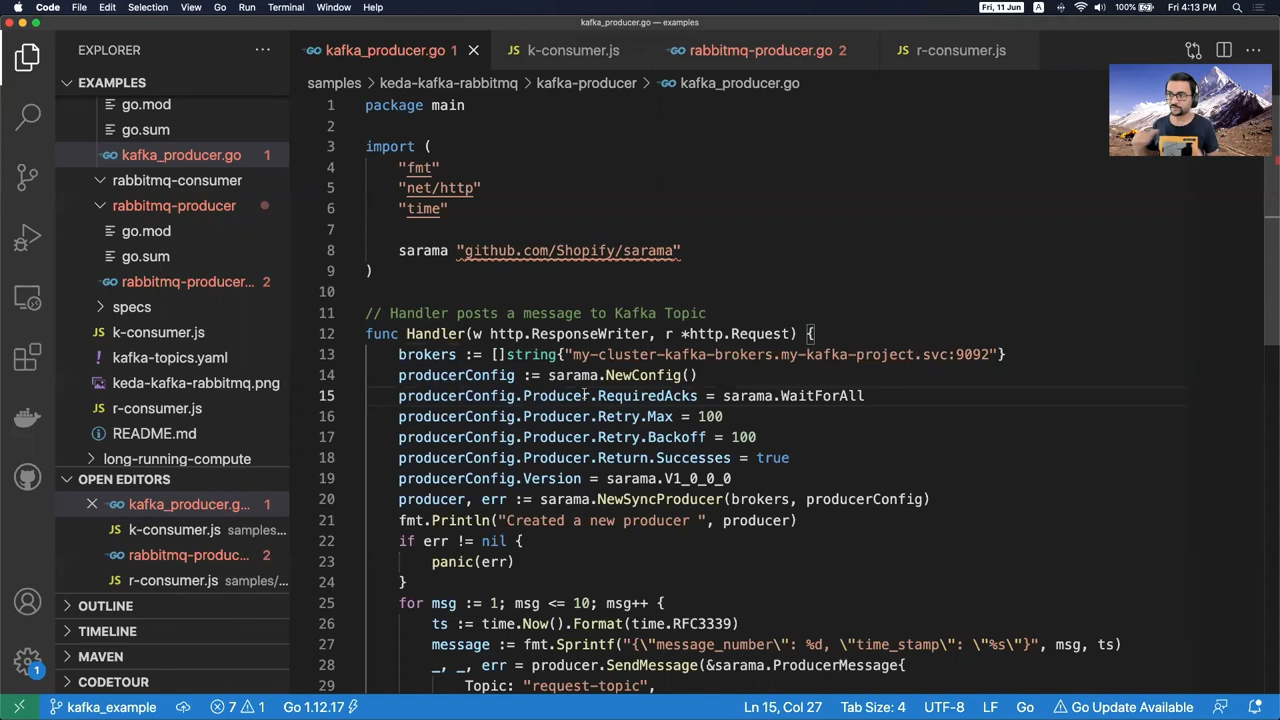 Code File Edit Selection View Go Run Terminal Window Help Fri, 11 Jun A 100% Fri 4:13 PM
kafka_producer.go — examples
EXPLORER
kafka_producer.go 1
k-consumer.js
rabbitmq-producer.go 2
r-consumer.js
EXAMPLES
go.mod
go.sum
kafka_producer.go 1
rabbitmq-consumer
rabbitmq-producer
go.mod
go.sum
rabbitmq-producer... 2
specs
k-consumer.js
kafka-topics.yaml
keda-kafka-rabbitmq.png
r-consumer.js
README.md
long-running-compute
OPEN EDITORS
kafka_producer.g... 1
k-consumer.js samples...
rabbitmq-produc... 2
r-consumer.js samples/...
OUTLINE
TIMELINE
MAVEN
CODETOUR
1
samples > keda-kafka-rabbitmq > kafka-producer > kafka_producer.go
1 package main
2
3 import (
4 "fmt"
5 "net/http"
6 "time"
7
8 sarama "github.com/Shopify/sarama"
9 )
10
11 // Handler posts a message to Kafka Topic
12 func Handler(w http.ResponseWriter, r *http.Request) {
13 brokers := []string{"my-cluster-kafka-brokers.my-kafka-project.svc:9092"}
14 producerConfig := sarama.NewConfig()
15 producerConfig.Producer.RequiredAcks = sarama.WaitForAll
16 producerConfig.Producer.Retry.Max = 100
17 producerConfig.Producer.Retry.Backoff = 100
18 producerConfig.Producer.Return.Successes = true
19 producerConfig.Version = sarama.V1_0_0_0
20 producer, err := sarama.NewSyncProducer(brokers, producerConfig)
21 fmt.Println("Created a new producer ", producer)
22 if err != nil {
23 panic(err)
24 }
25 for msg := 1; msg <= 10; msg++ {
26 ts := time.Now().Format(time.RFC3339)
27 message := fmt.Sprintf("{\"message_number\": %d, \"time_stamp\": \"%s\"}", msg, ts)
28 _, _, err = producer.SendMessage(&sarama.ProducerMessage{
29 Topic: "request-topic",
kafka_example 7 1 Go 1.12.17 Ln 15, Col 27 Tab Size: 4 UTF-8 LF Go Go Update Available